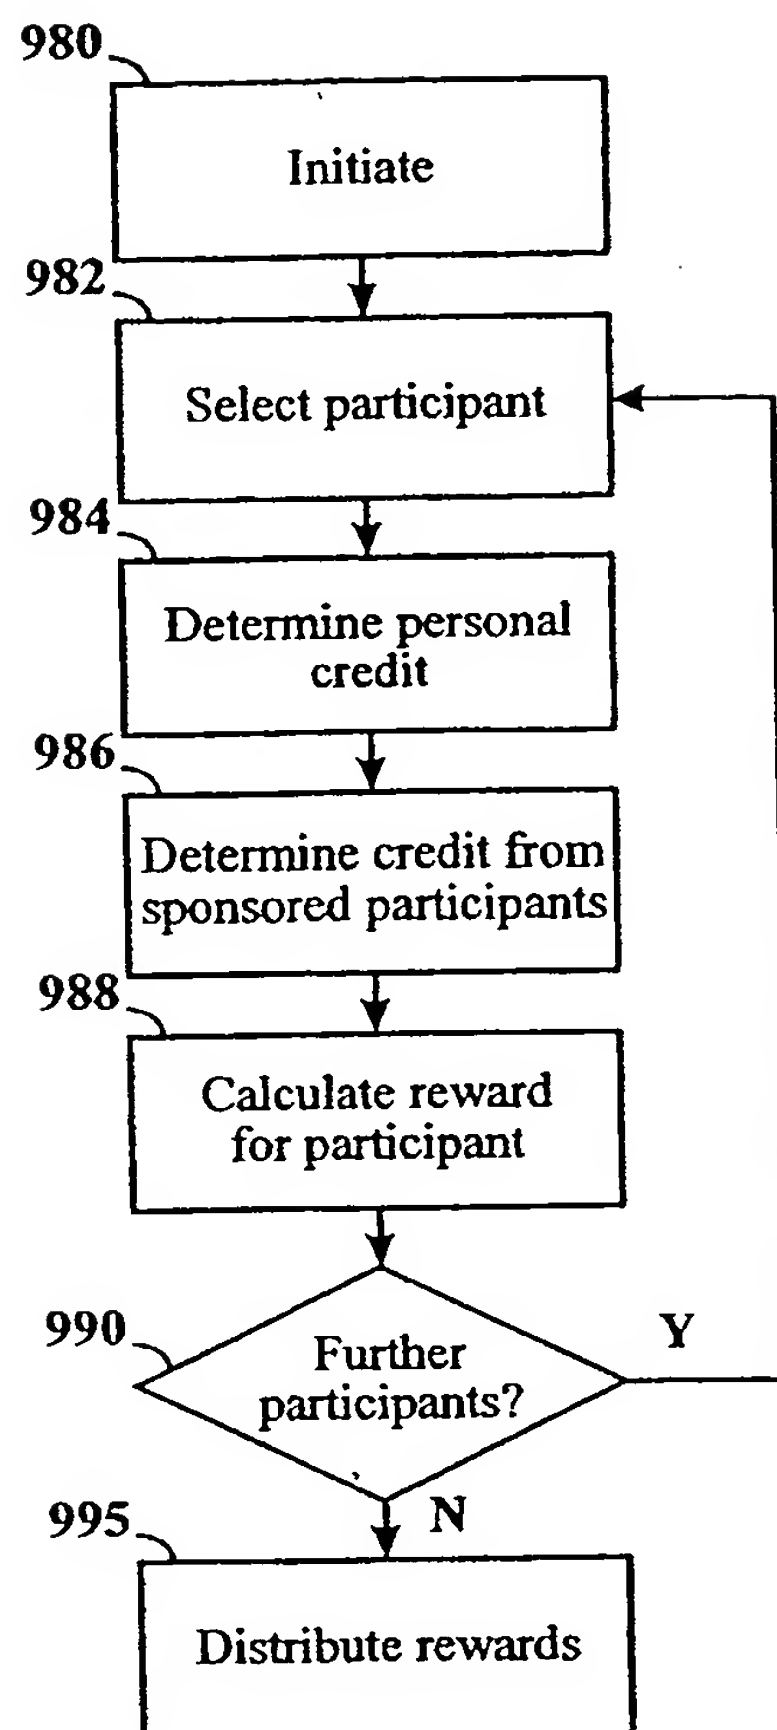 980
Initiate
982
Select participant
984
Determine personal
credit
986
Determine credit from
sponsored participants
988
Calculate reward
for participant
990
Further
participants?
Y
N
995
Distribute rewards